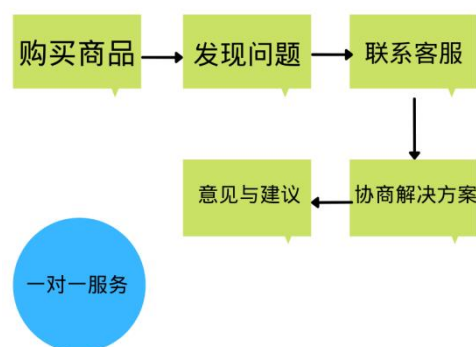 购买商品
发现问题
联系客服
协商解决方案
意见与建议
一对一服务